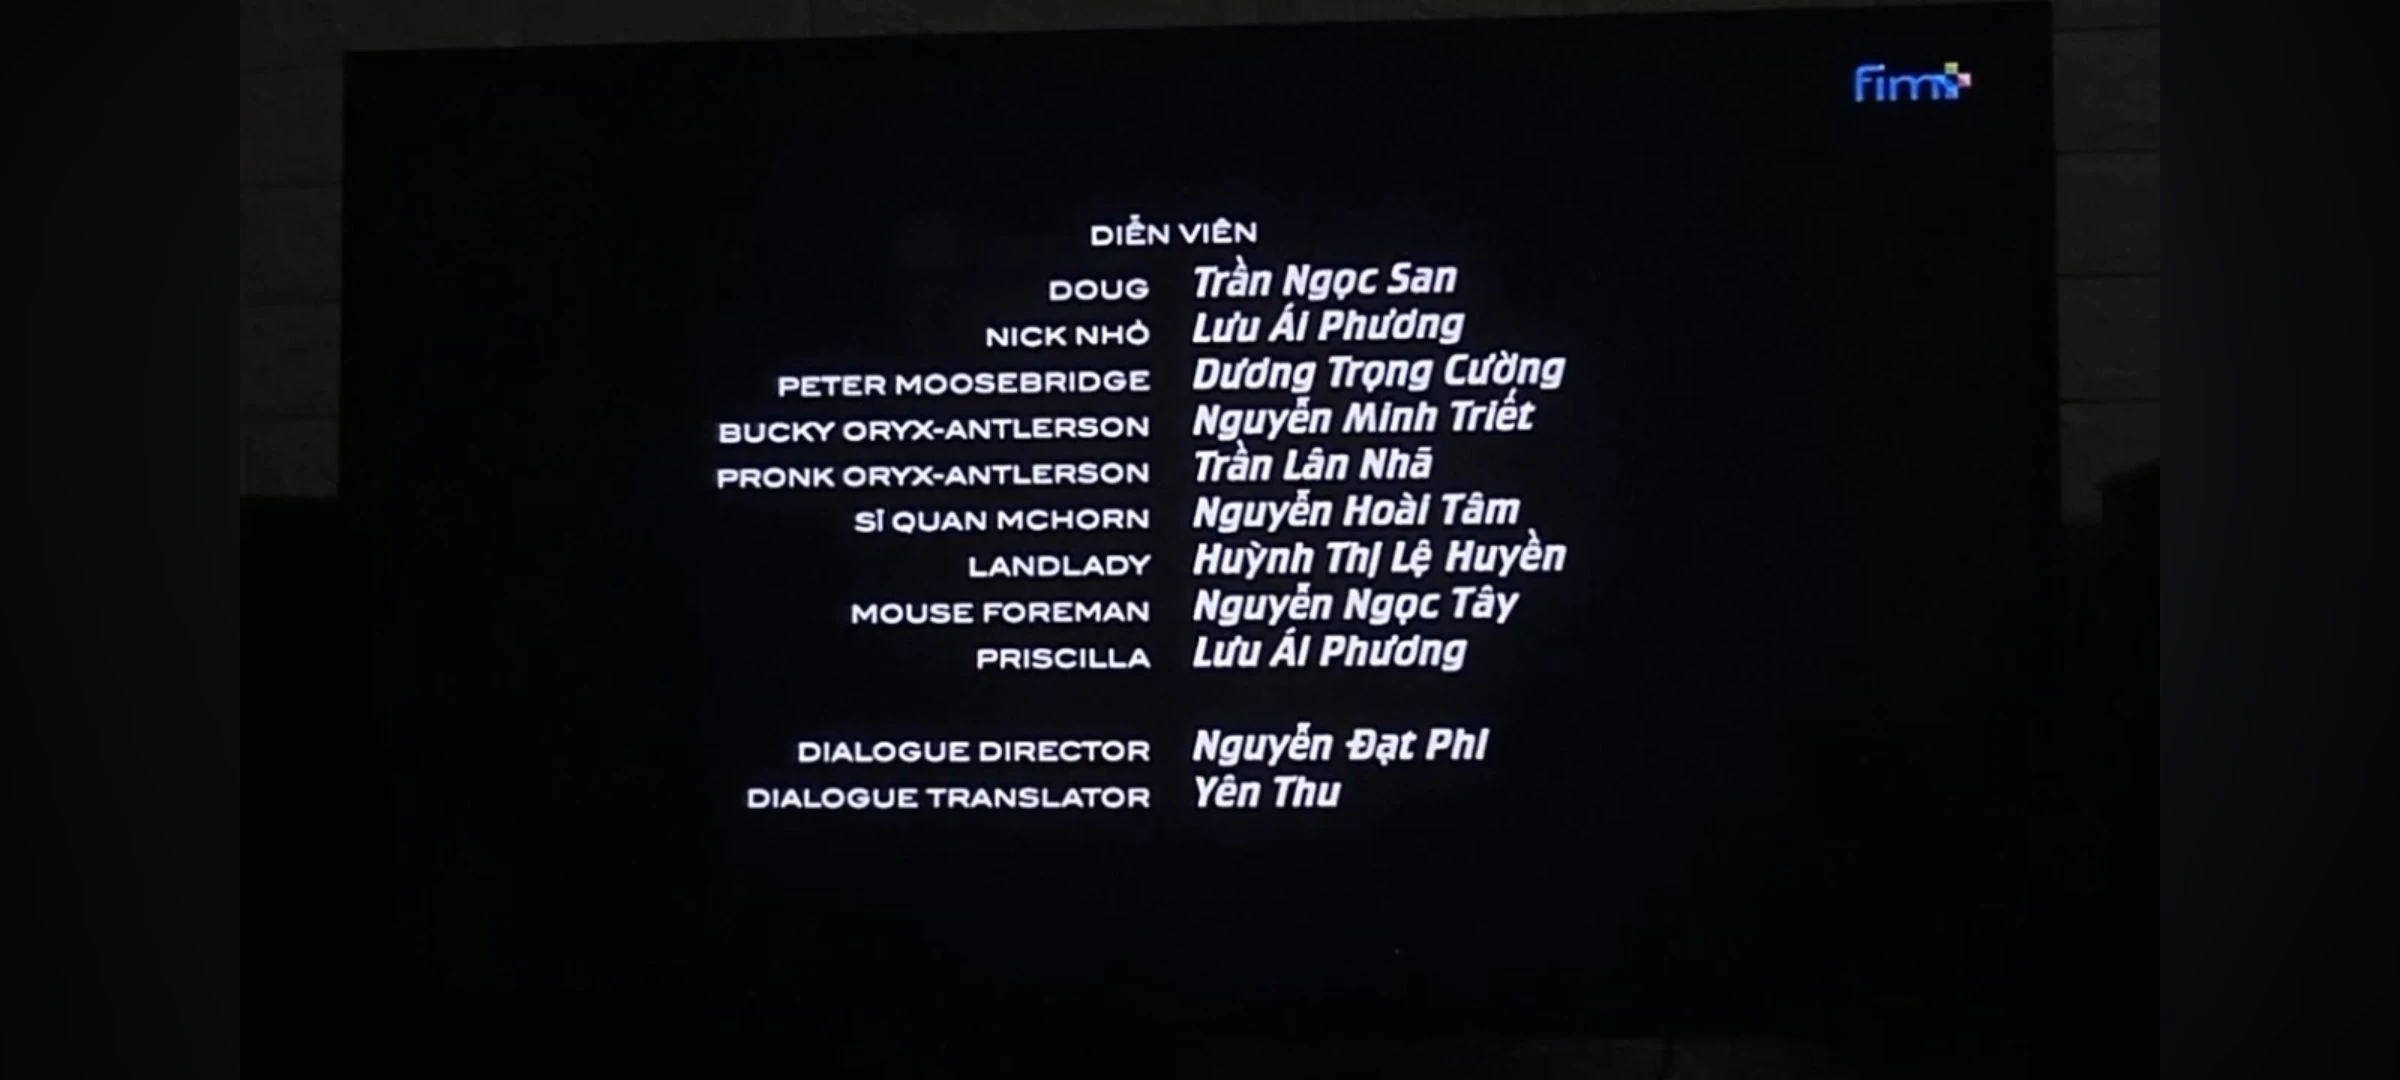 fim+
DIỄN VIÊN
DOUG Trần Ngọc San
NICK NHỎ Lưu Ái Phương
PETER MOOSEBRIDGE Dương Trọng Cường
BUCKY ORYX-ANTLERSON Nguyễn Minh Triết
PRONK ORYX-ANTLERSON Trần Lân Nhã
SĨ QUAN MCHORN Nguyễn Hoài Tâm
LANDLADY Huỳnh Thị Lệ Huyền
MOUSE FOREMAN Nguyễn Ngọc Tây
PRISCILLA Lưu Ái Phương
DIALOGUE DIRECTOR Nguyễn Đạt Phi
DIALOGUE TRANSLATOR Yên Thu